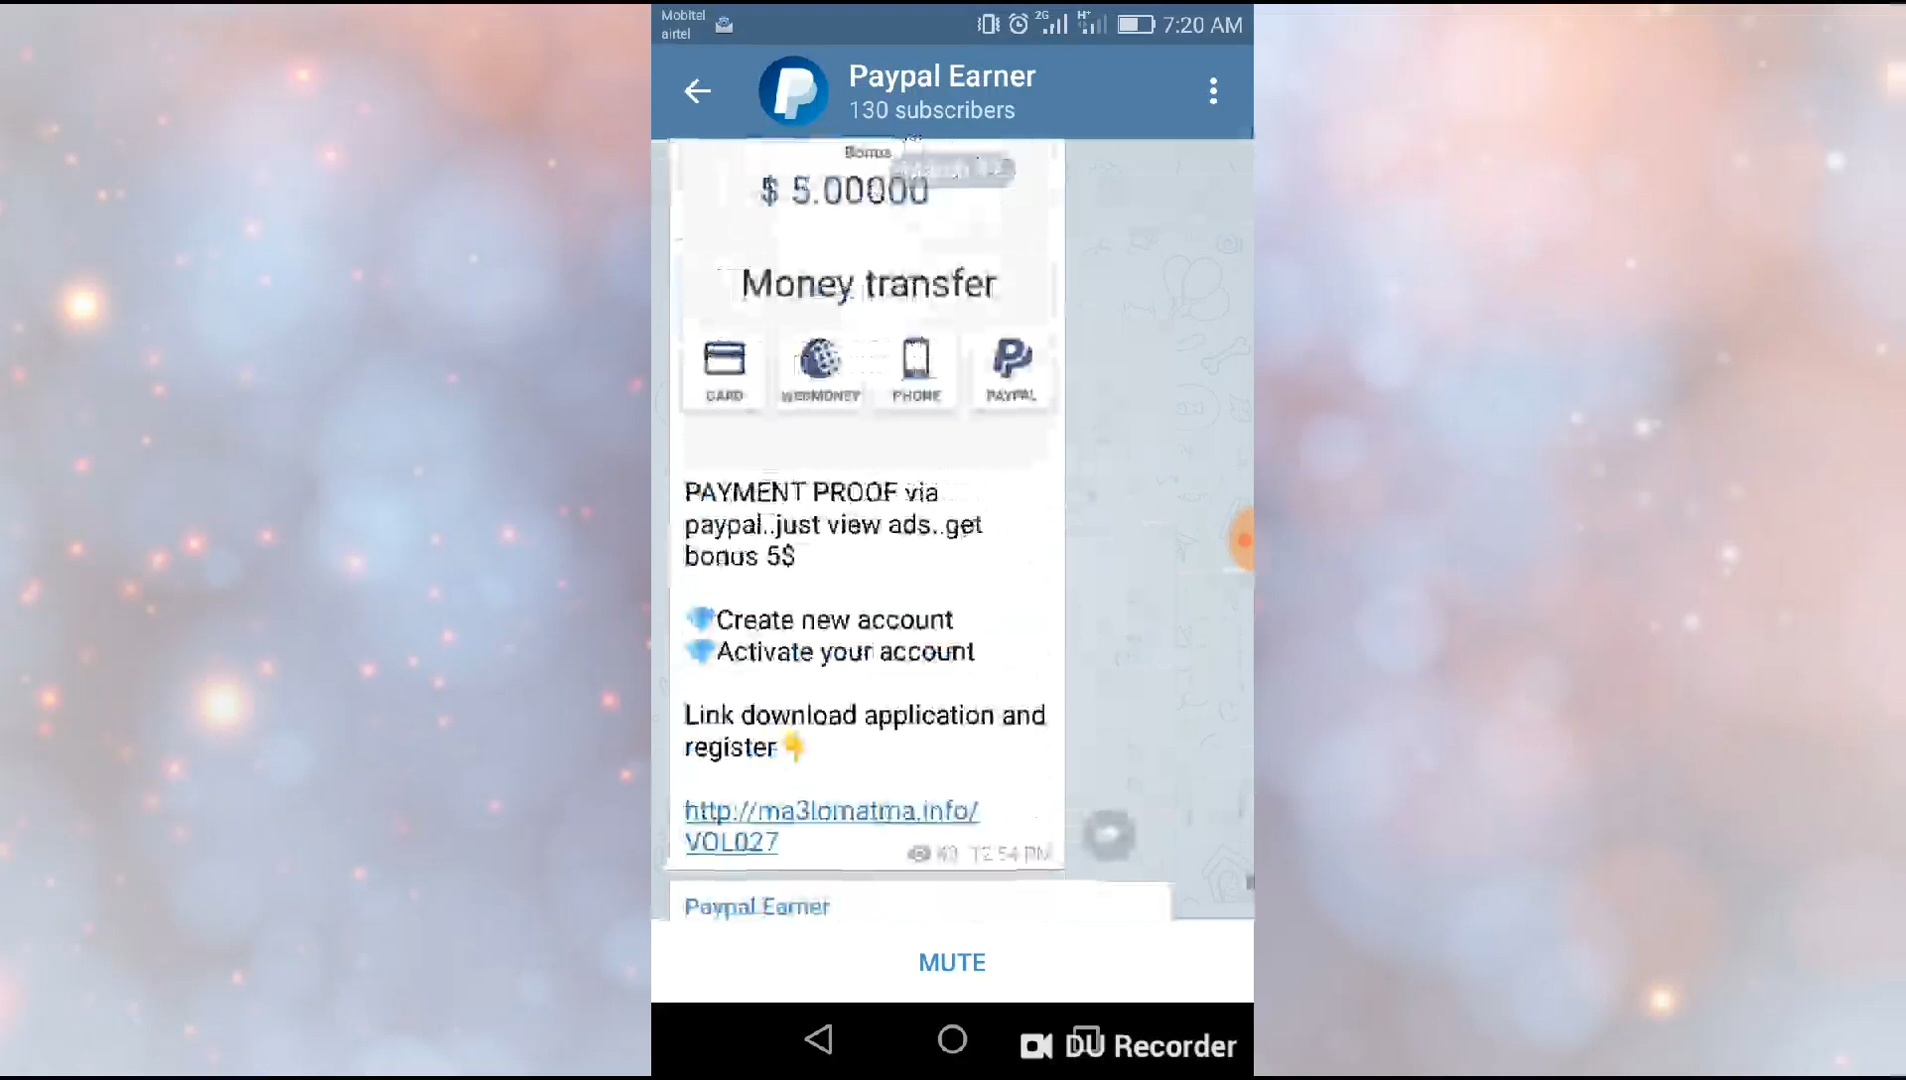 Mobitel
airtel
2G
H+
7:20 AM
Paypal Earner
130 subscribers
Bonus
$ 5.00000
Money transfer
CARD
WEBMONEY
PHONE
PAYPAL
PAYMENT PROOF via
paypal..just view ads..get
bonus 5$
Create new account
Activate your account
Link download application and
register
http://ma3lomatma.info/
VOL027
12:54 PM
Paypal Earner
MUTE
DU Recorder